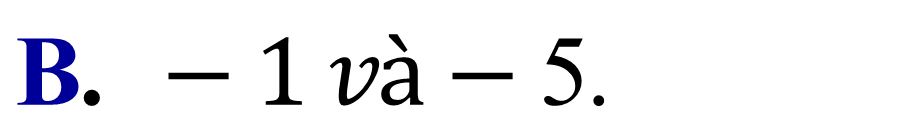 B. − 1 và − 5.